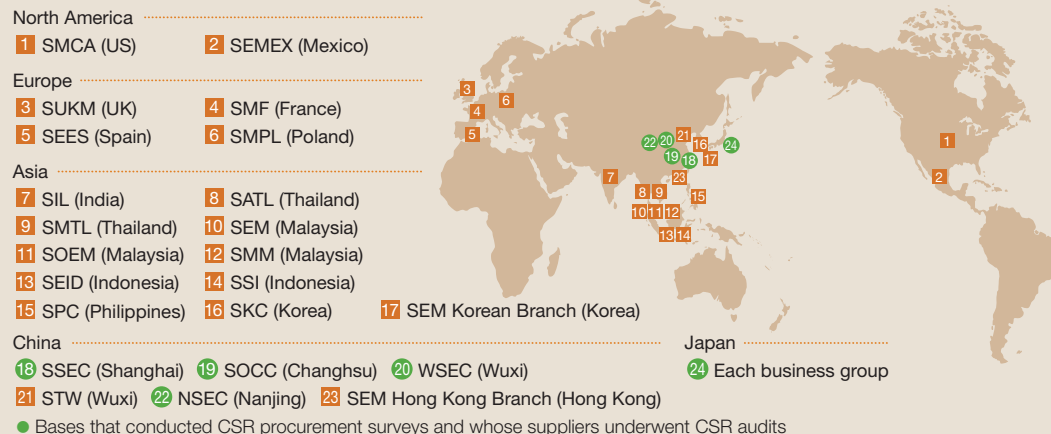 North America
1 SMCA (US) 2 SEMEX (Mexico)
Europe
3 SUKM (UK) 4 SMF (France)
5 SEES (Spain) 6 SMPL (Poland)
Asia
7 SIL (India) 8 SATL (Thailand)
9 SMTL (Thailand) 10 SEM (Malaysia)
11 SOEM (Malaysia) 12 SMM (Malaysia)
13 SEID (Indonesia) 14 SSI (Indonesia)
15 SPC (Philippines) 16 SKC (Korea) 17 SEM Korean Branch (Korea)
China
18 SSEC (Shanghai) 19 SOCC (Changhsu) 20 WSEC (Wuxi)
21 STW (Wuxi) 22 NSEC (Nanjing) 23 SEM Hong Kong Branch (Hong Kong)
Japan
24 Each business group
● Bases that conducted CSR procurement surveys and whose suppliers underwent CSR audits
3
4
6
5
22 20 21 16 24
19 18 17
7 23
8 9 15
10 11 12
13 14
1
2